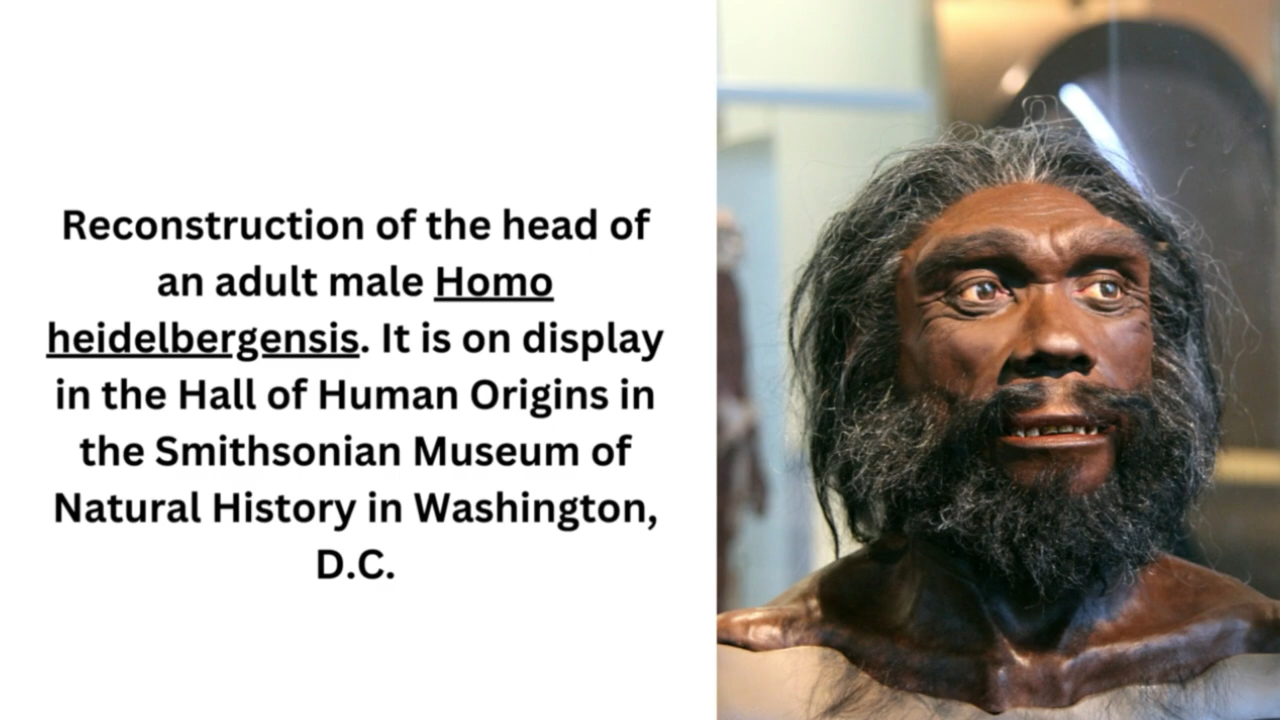 Reconstruction of the head of
an adult male Homo
heidelbergensis. It is on display
in the Hall of Human Origins in
the Smithsonian Museum of
Natural History in Washington,
D.C.